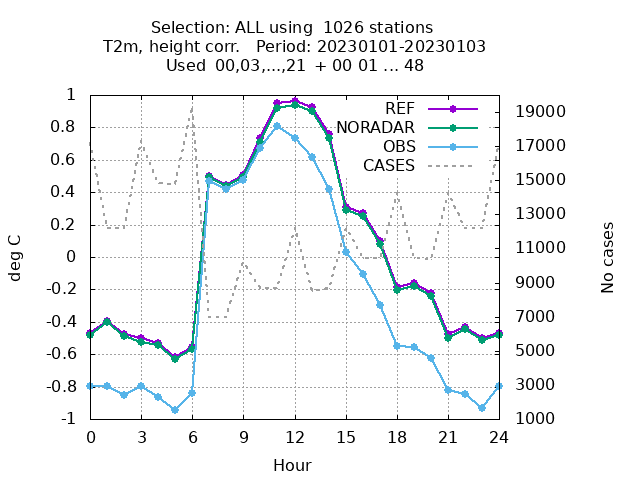 Selection: ALL using  1026 stations
T2m, height corr.   Period: 20230101-20230103
Used  00,03,...,21  + 00 01 ... 48
1
0.8
0.6
0.4
0.2
0
-0.2
-0.4
-0.6
-0.8
-1
deg C
REF
NORADAR
OBS
CASES
19000
17000
15000
13000
11000
9000
7000
5000
3000
1000
No cases
0 3 6 9 12 15 18 21 24
Hour